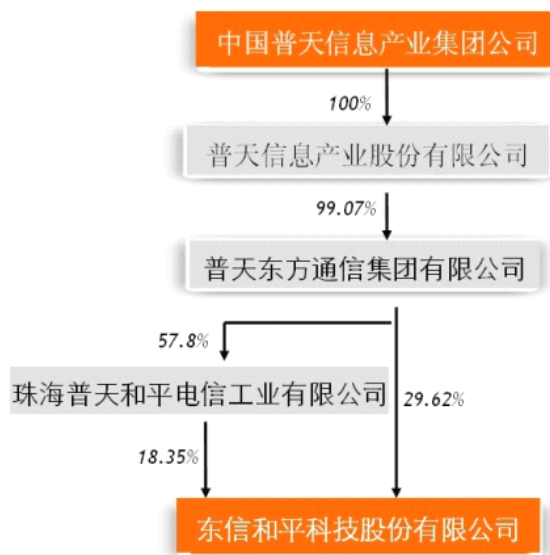 中国普天信息产业集团公司
100%
普天信息产业股份有限公司
99.07%
普天东方通信集团有限公司
57.8%
珠海普天和平电信工业有限公司
29.62%
18.35%
东信和平科技股份有限公司